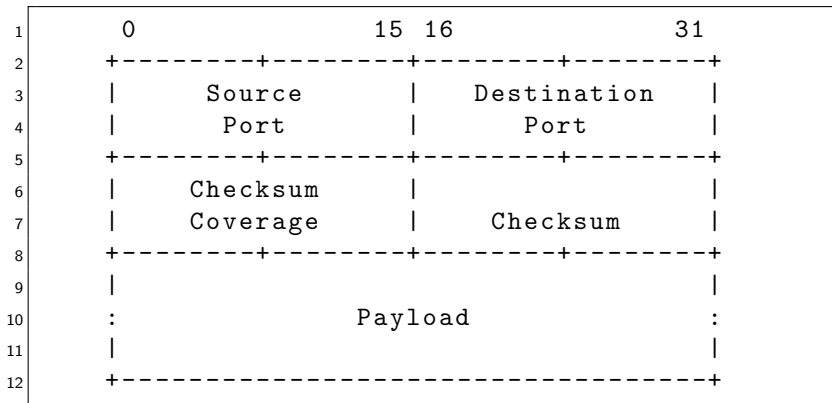 1 0 15 16 31
2 +--------+--------+--------+--------+
3 | Source | Destination |
4 | Port | Port |
5 +--------+--------+--------+--------+
6 | Checksum | |
7 | Coverage | Checksum |
8 +--------+--------+--------+--------+
9 | |
10 : Payload :
11 | |
12 +-----------------------------------+